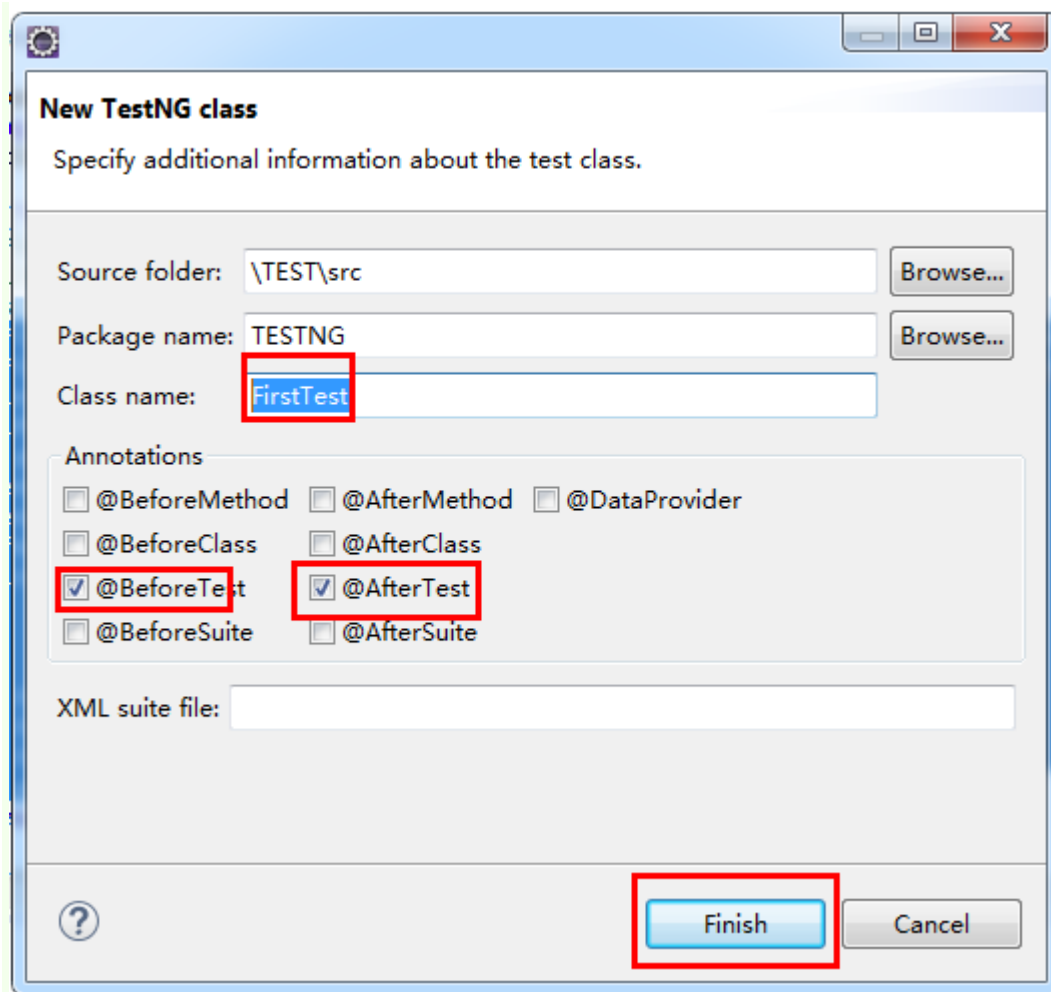 New TestNG class
Specify additional information about the test class.
Source folder: \TEST\src Browse...
Package name: TESTNG Browse...
Class name: FirstTest
Annotations
@BeforeMethod @AfterMethod @DataProvider
@BeforeClass @AfterClass
@BeforeTest @AfterTest
@BeforeSuite @AfterSuite
XML suite file:
? Finish Cancel